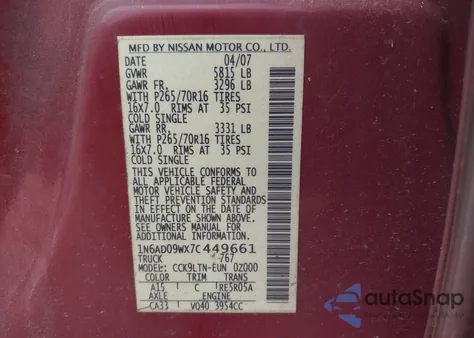 MFD BY NISSAN MOTOR CO., LTD.
DATE 04/07
GVWR 5815 LB
GAWR FR. 3296 LB
WITH P265/70R16 TIRES
16X7.0 RIMS AT 35 PSI
COLD SINGLE
GAWR RR. 3331 LB
WITH P265/70R16 TIRES
16X7.0 RIMS AT 35 PSI
COLD SINGLE
THIS VEHICLE CONFORMS TO
ALL APPLICABLE FEDERAL
MOTOR VEHICLE SAFETY AND
THEFT PREVENTION STANDARDS
IN EFFECT ON THE DATE OF
MANUFACTURE SHOWN ABOVE.
SEE OWNERS MANUAL FOR
ADDITIONAL INFORMATION
1N6AD09WX7C449661
TRUCK 767
MODEL: CCK9LTN-EUN 0Z000
COLOR TRIM TRANS
A15 C RE5R05A
AXLE ENGINE
CA33 VQ40 3954CC
autoSnap